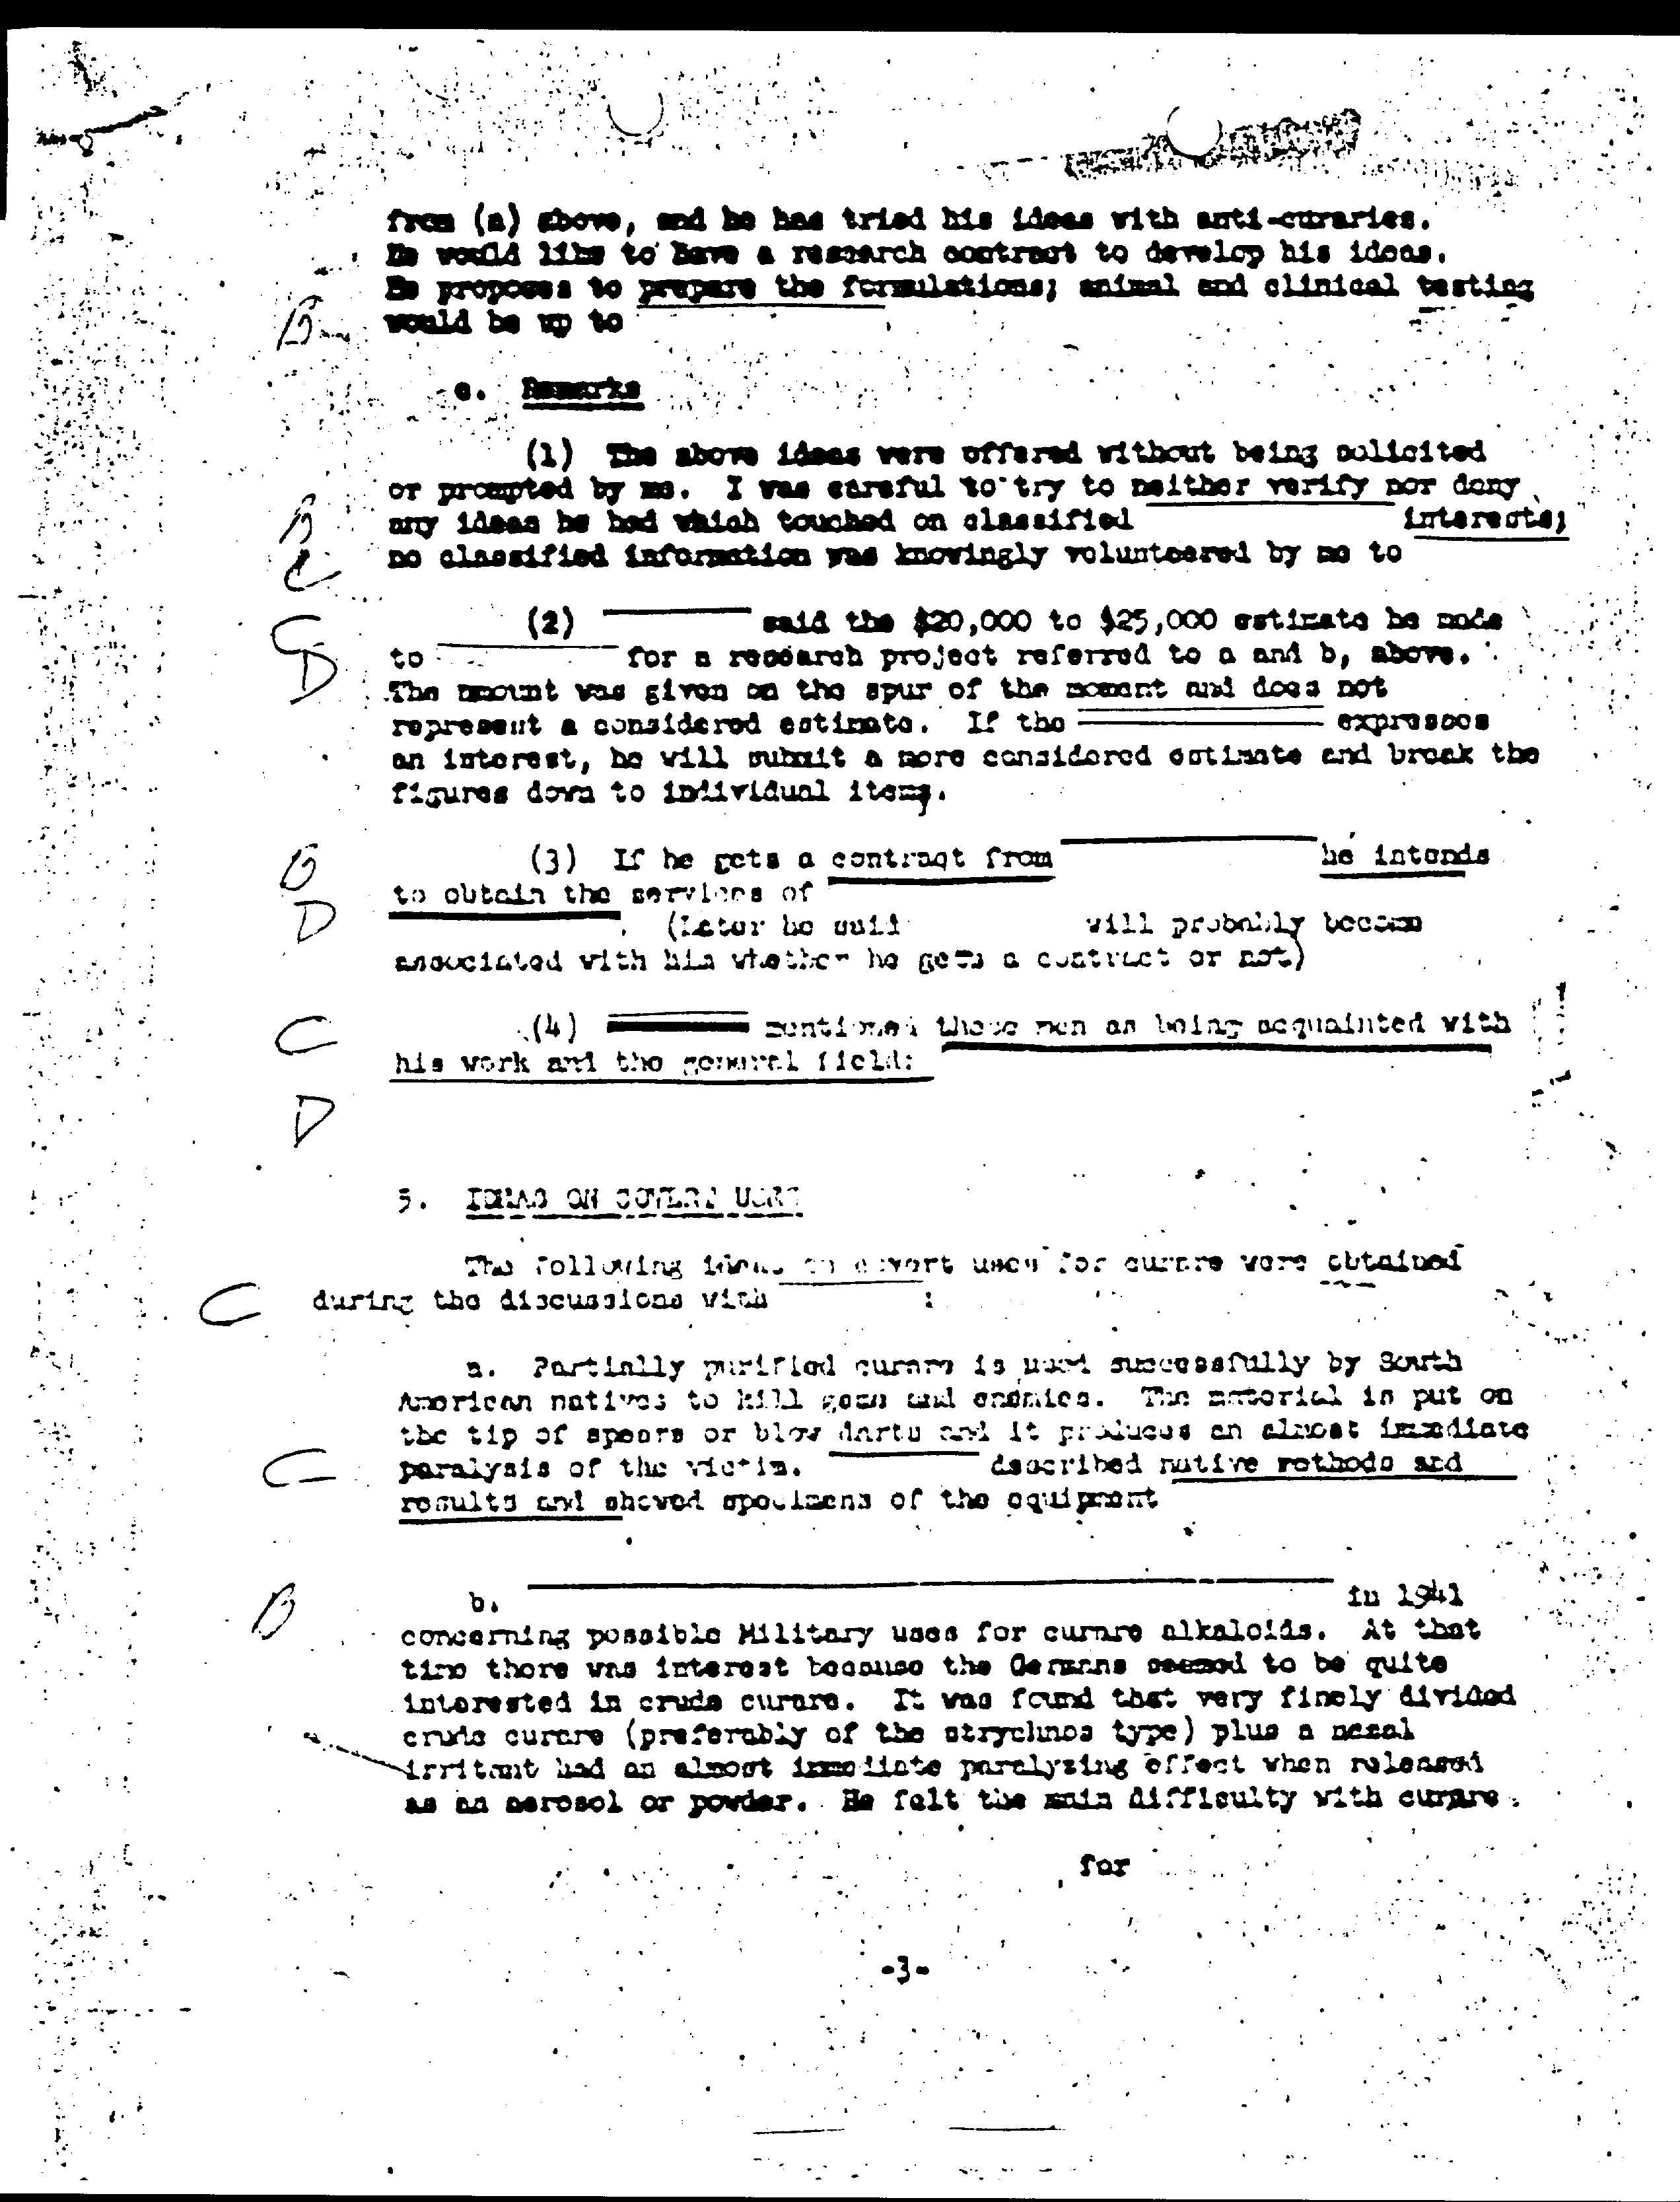 from (a) above, and he has tried his ideas with anti-curaries.
He would like to have a research contract to develop his ideas.
He proposes to prepare the formulations; animal and clinical testing
B would be up to
e. Remarks
(1) The above ideas were offered without being solicited
or prompted by me. I was careful to try to neither verify nor deny
B any ideas he had which touched on classified interests;
C no classified information was knowingly volunteered by me to
C (2) said the $20,000 to $25,000 estimate he made
D to for a research project referred to a and b, above.
The amount was given on the spur of the moment and does not
represent a considered estimate. If the expresses
an interest, he will submit a more considered estimate and break the
figures down to individual items.
B (3) If he gets a contract from he intends
to obtain the services of
D . (Later he said will probably become
associated with him whether he gets a contract or not)
C (4) mentioned these men as being acquainted with
his work and the general field:
D
5. IDEAS ON COVERT USES
The following ideas on covert uses for curare were obtained
C during the discussions with :
a. Partially purified curare is used successfully by South
American natives to kill game and enemies. The material is put on
the tip of spears or blow darts and it produces an almost immediate
C paralysis of the victim. described native methods and
results and showed specimens of the equipment
B b. in 1941
concerning possible Military uses for curare alkaloids. At that
time there was interest because the Germans seemed to be quite
interested in crude curare. It was found that very finely divided
crude curare (preferably of the strychnos type) plus a nasal
irritant had an almost immediate paralyzing effect when released
as an aerosol or powder. He felt the main difficulty with curare
for
-3-